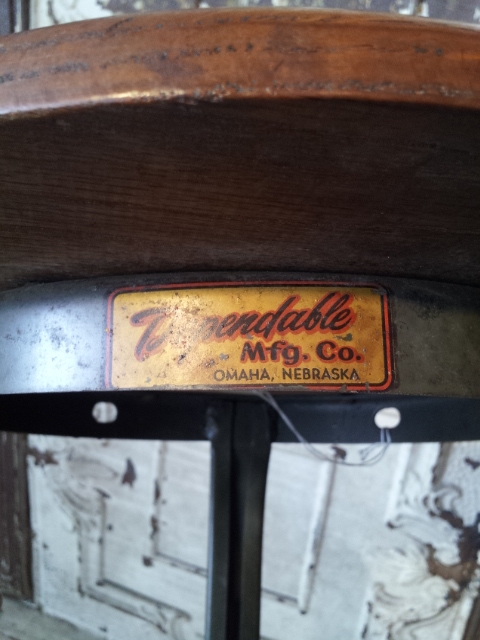 Dependable
Mfg. Co.
OMAHA, NEBRASKA